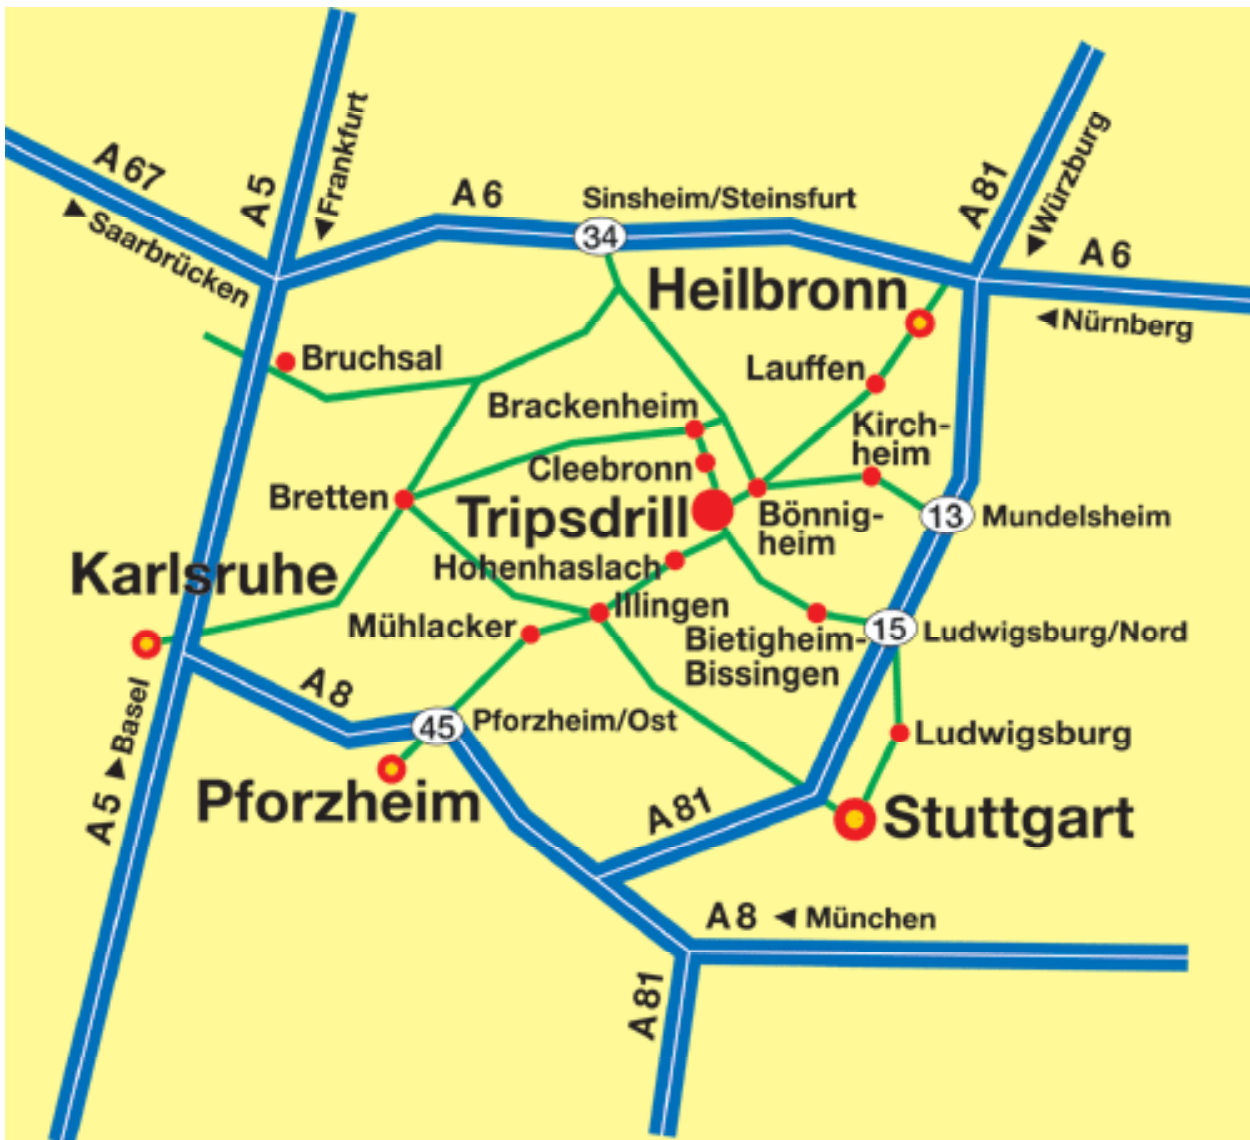 A 67
A 5
◀Frankfurt
▶ Saarbrücken
A 6
Sinsheim/Steinsfurt
34
A 81
◀Würzburg
A 6
◀Nürnberg
Heilbronn
Bruchsal
Lauffen
Brackenheim
Kirch-
heim
Cleebronn
Bretten
Tripsdrill
Bönnig-
heim
13 Mundelsheim
Karlsruhe
Hohenhaslach
Illingen
Mühlacker
Bietigheim-
Bissingen
15 Ludwigsburg/Nord
A 8
45 Pforzheim/Ost
A 5 ▶Basel
Ludwigsburg
Pforzheim
A 81
Stuttgart
A 8 ◀ München
A 81